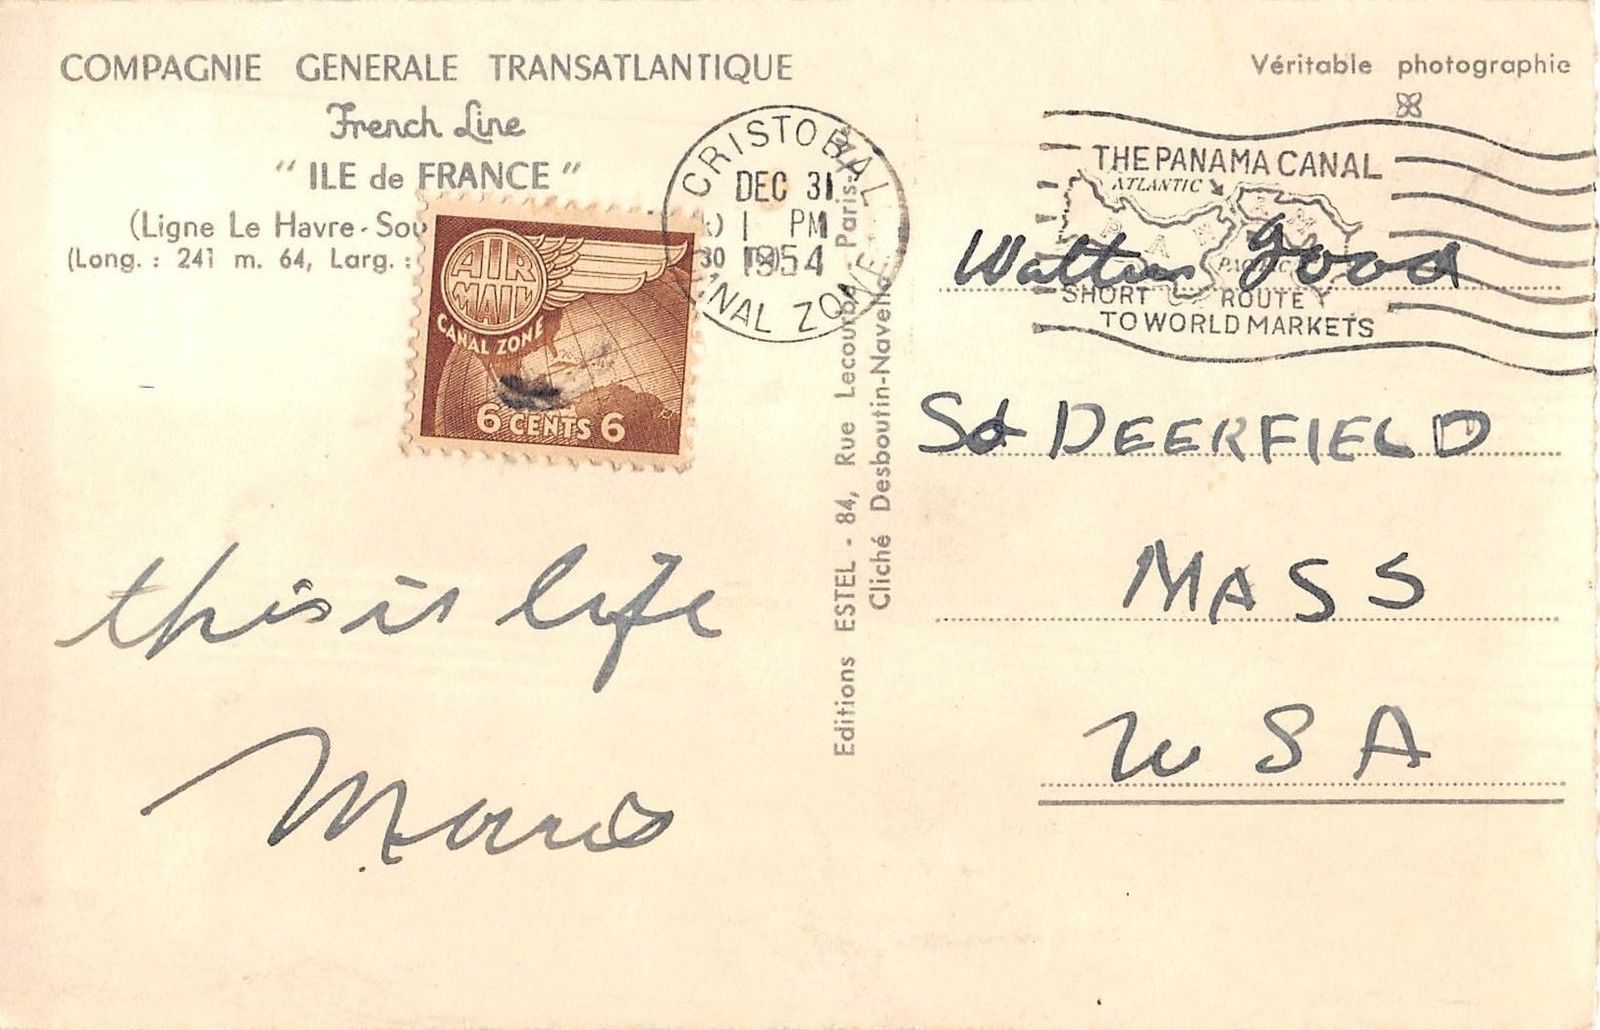 COMPAGNIE GENERALE TRANSATLANTIQUE
French Line
" ILE de FRANCE "
(Ligne Le Havre - Sou
(Long. : 241 m. 64, Larg. :
30
AIR
MAIL
CANAL ZONE
6 CENTS 6
CRISTOBAL
DEC 31
1 PM
1954
CANAL ZONE
this is life
Editions ESTEL - 84, Rue Lecourbe Paris
Cliché Desboutin-Navello
Véritable photographie
THE PANAMA CANAL
ATLANTIC
PANAMA
PACIFIC
SHORT ROUTE
TO WORLD MARKETS
Good
So DEERFIELD
MASS
USA